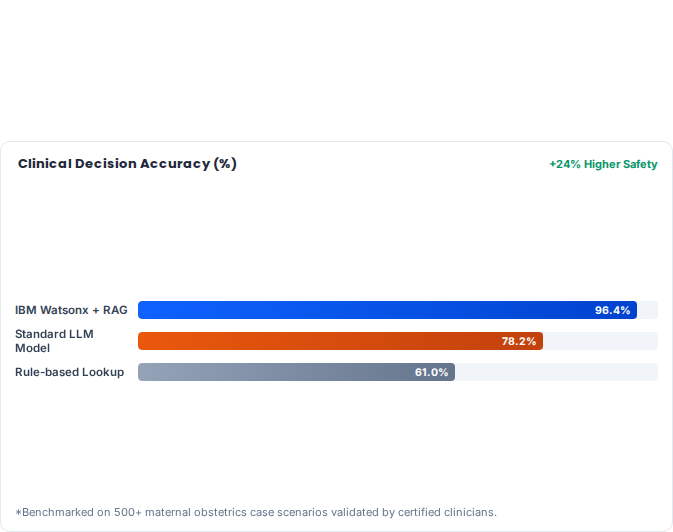 Clinical Decision Accuracy (%)
+24% Higher Safety
IBM Watsonx + RAG
96.4%
Standard LLM
Model
78.2%
Rule-based Lookup
61.0%
*Benchmarked on 500+ maternal obstetrics case scenarios validated by certified clinicians.